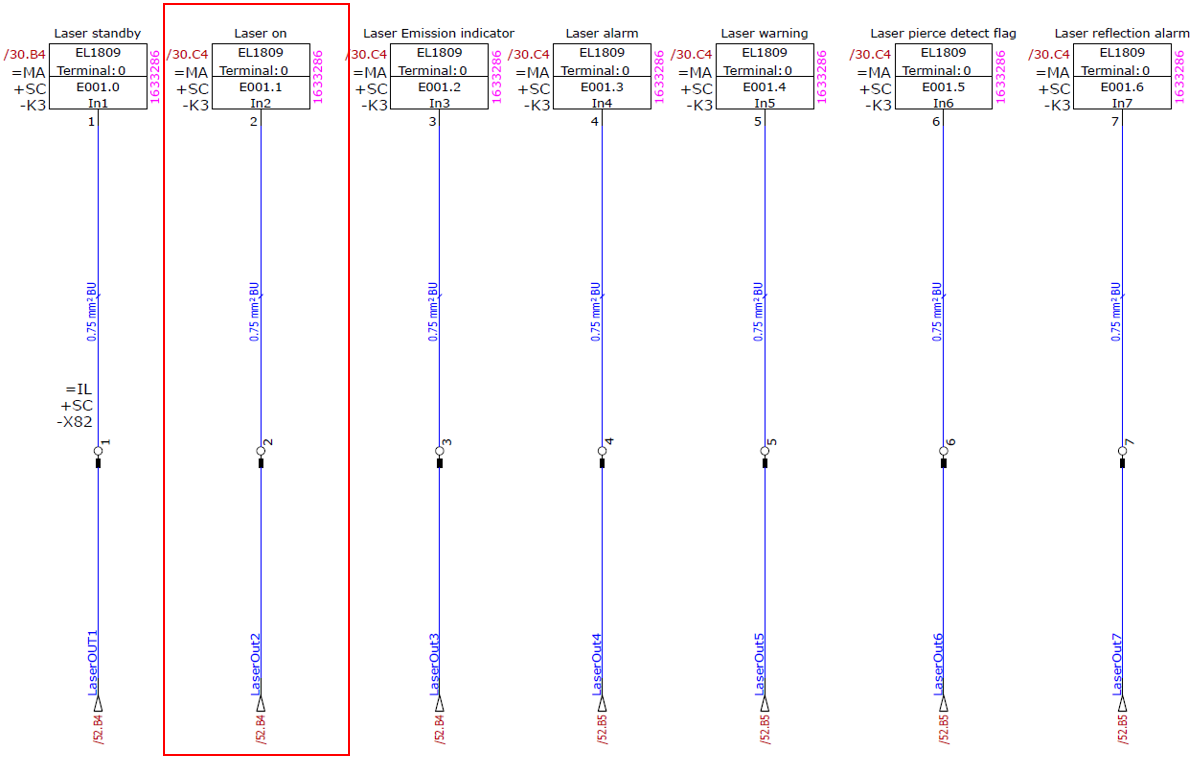 Laser standby
/30.B4
=MA
+SC
-K3
EL1809
Terminal:0
E001.0
In1
1633286
1
0.75 mm² BU
=IL
+SC
-X82
1
LaserOUT1
/52.B4
Laser on
/30.C4
=MA
+SC
-K3
EL1809
Terminal:0
E001.1
In2
1633286
2
0.75 mm² BU
2
LaserOut2
/52.B4
Laser Emission indicator
/30.C4
=MA
+SC
-K3
EL1809
Terminal:0
E001.2
In3
1633286
3
0.75 mm² BU
3
LaserOut3
/52.B4
Laser alarm
/30.C4
=MA
+SC
-K3
EL1809
Terminal:0
E001.3
In4
1633286
4
0.75 mm² BU
4
LaserOut4
/52.B5
Laser warning
/30.C4
=MA
+SC
-K3
EL1809
Terminal:0
E001.4
In5
1633286
5
0.75 mm² BU
5
LaserOut5
/52.B5
Laser pierce detect flag
/30.C4
=MA
+SC
-K3
EL1809
Terminal:0
E001.5
In6
1633286
6
0.75 mm² BU
6
LaserOut6
/52.B5
Laser reflection alarm
/30.C4
=MA
+SC
-K3
EL1809
Terminal:0
E001.6
In7
1633286
7
0.75 mm² BU
7
LaserOut7
/52.B5